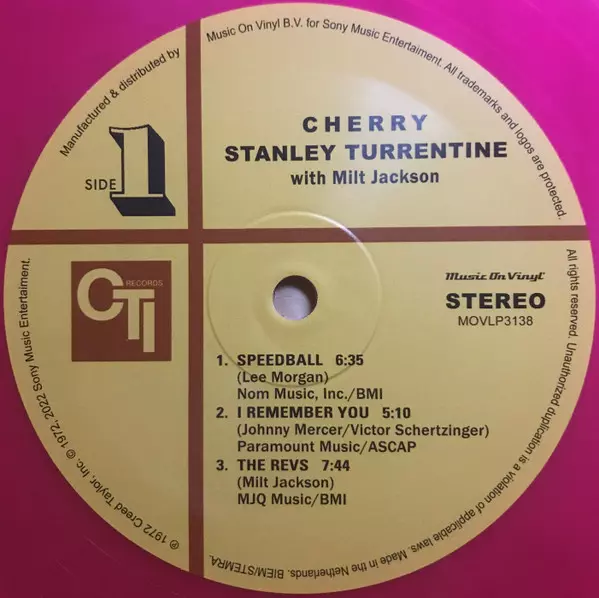 Manufactured & distributed by
Music On Vinyl B.V. for Sony Music Entertaiment. All trademarks and logos are protected.
SIDE 1
CHERRY
STANLEY TURRENTINE
with Milt Jackson
CTI
RECORDS
Music On Vinyl
STEREO
MOVLP3138
1. SPEEDBALL 6:35
(Lee Morgan)
Nom Music, Inc./BMI
2. I REMEMBER YOU 5:10
(Johnny Mercer/Victor Schertzinger)
Paramount Music/ASCAP
3. THE REVS 7:44
(Milt Jackson)
MJQ Music/BMI
All rights reserved. Unauthorized duplication is a violation of applicable laws. Made in the Netherlands. BIEM/STEMRA.
℗ 1972 Creed Taylor, Inc. © 1972, 2022 Sony Music Entertaiment.